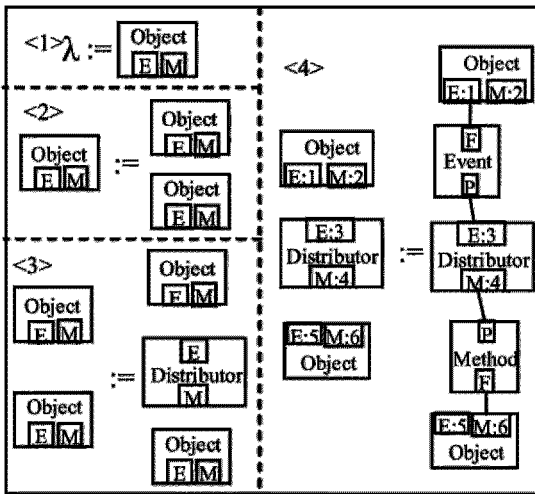 <1> λ := Object
E M
<2>
Object
E M
:=
Object
E M
Object
E M
<3>
Object
E M
Object
E M
:=
Object
E M
E
Distributor
M
Object
E M
<4>
Object
E:1 M:2
E:3
Distributor
M:4
E:5 M:6
Object
:=
Object
E:1 M:2
F
Event
P
E:3
Distributor
M:4
P
Method
F
E:5 M:6
Object